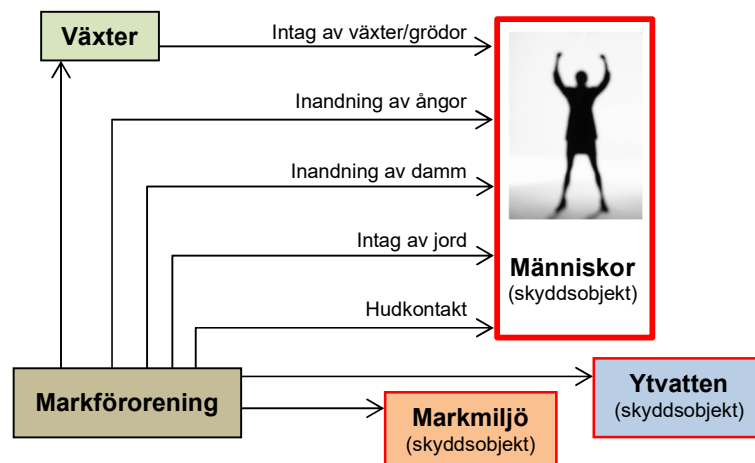 Växter
Intag av växter/grödor
Inandning av ångor
Inandning av damm
Intag av jord
Människor
(skyddsobjekt)
Hudkontakt
Markförorening
Ytvatten
(skyddsobjekt)
Markmiljö
(skyddsobjekt)